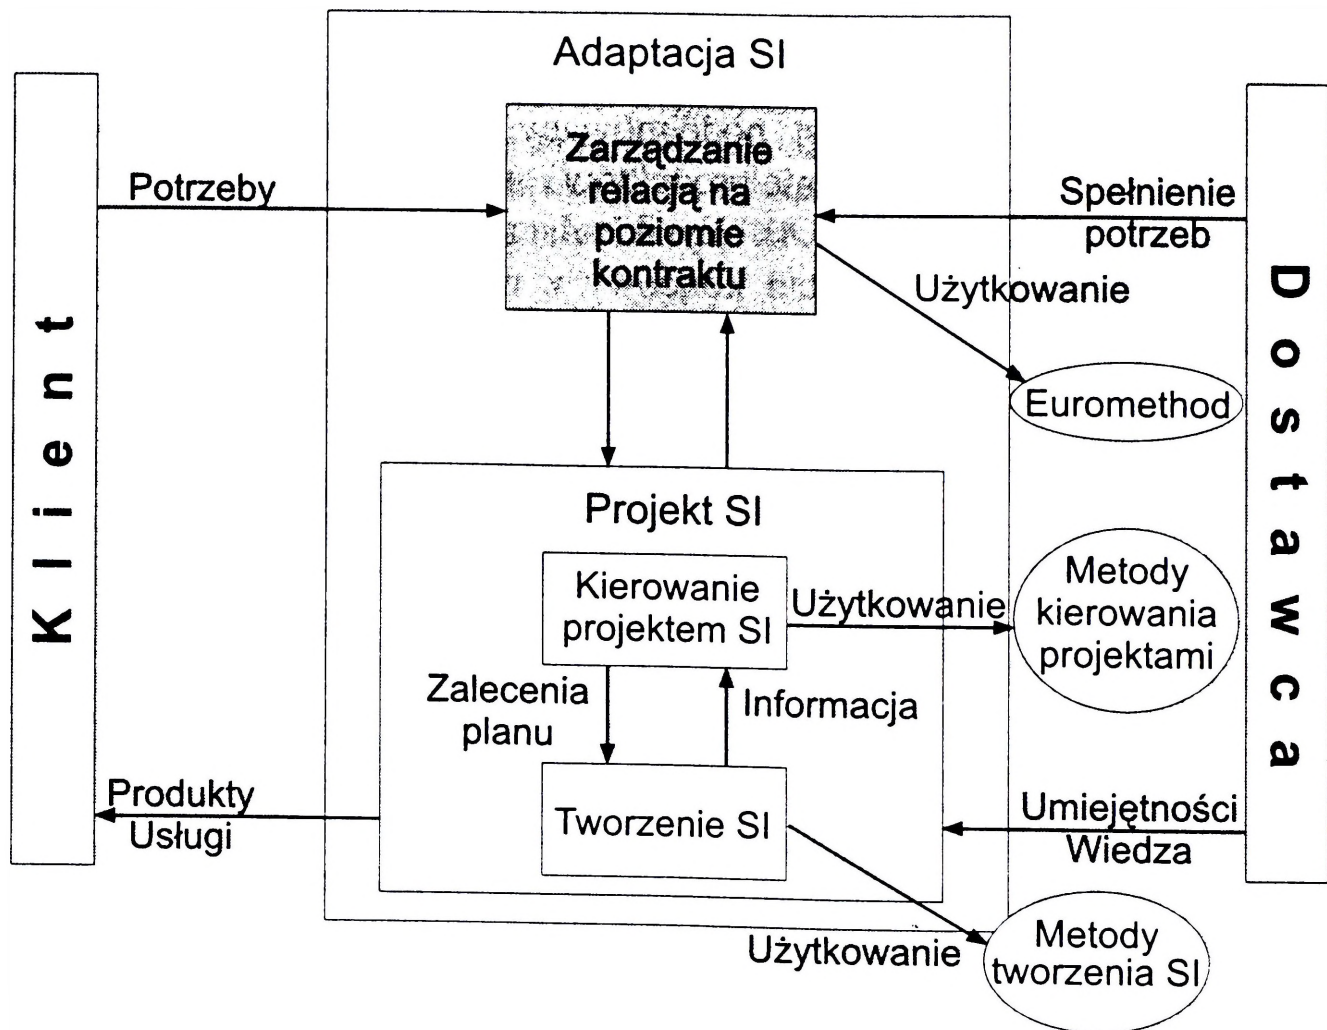 Adaptacja SI
Klient
Dostawca
Zarządzanie
relacją na
poziomie
kontraktu
Potrzeby
Spełnienie
potrzeb
Użytkowanie
Euromethod
Projekt SI
Kierowanie
projektem SI
Użytkowanie
Metody
kierowania
projektami
Zalecenia
planu
Informacja
Produkty
Usługi
Tworzenie SI
Umiejętności
Wiedza
Użytkowanie
Metody
tworzenia SI